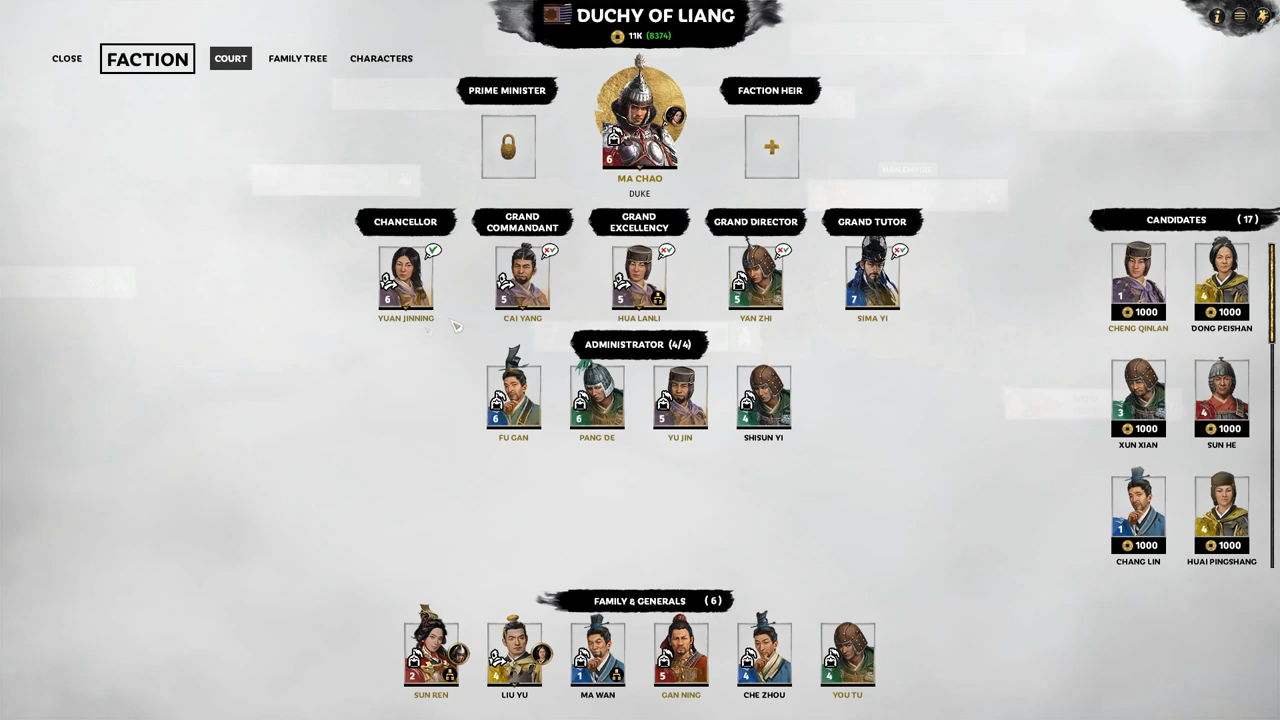 DUCHY OF LIANG
11K (8374)
CLOSE
FACTION
COURT
FAMILY TREE
CHARACTERS
PRIME MINISTER
FACTION HEIR
6
MA CHAO
DUKE
CHANCELLOR
GRAND
COMMANDANT
GRAND
EXCELLENCY
GRAND DIRECTOR
GRAND TUTOR
6
5
5
5
7
YUAN JINNING
CAI YANG
HUA LANLI
YAN ZHI
SIMA YI
ADMINISTRATOR (4/4)
6
6
5
4
FU GAN
PANG DE
YU JIN
SHISUN YI
FAMILY & GENERALS (6)
2
4
1
5
4
4
SUN REN
LIU YU
MA WAN
GAN NING
CHE ZHOU
YOU TU
CANDIDATES (17)
1
4
1000
1000
CHENG QINLAN
DONG PEISHAN
3
4
1000
1000
XUN XIAN
SUN HE
1
4
1000
1000
CHANG LIN
HUAI PINGSHANG
HAN EMPIRE